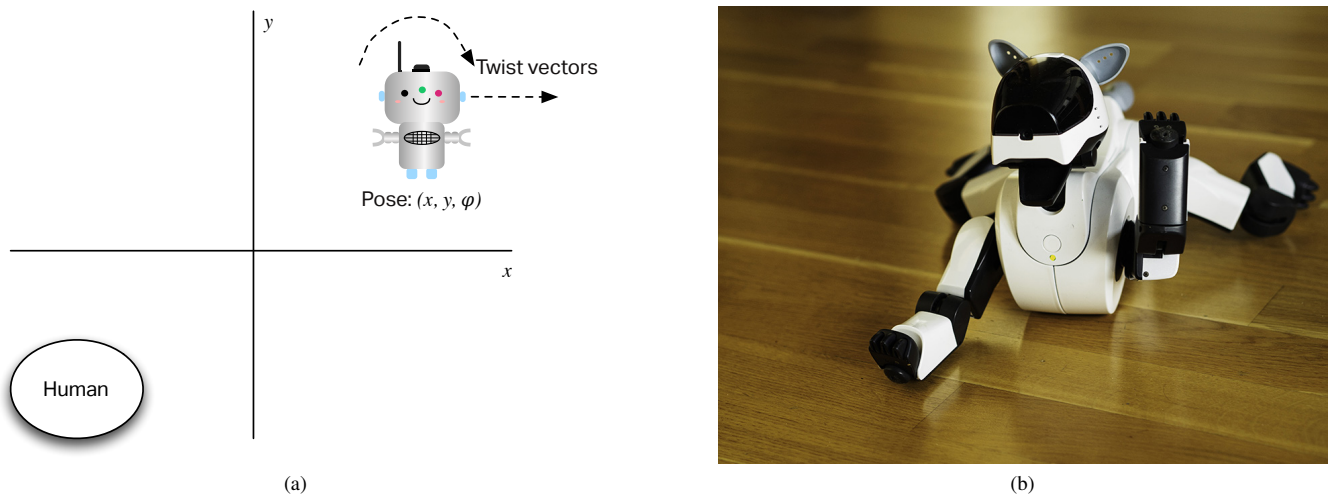 y
Twist vectors
Pose: (x, y, φ)
x
Human
(a)
(b)